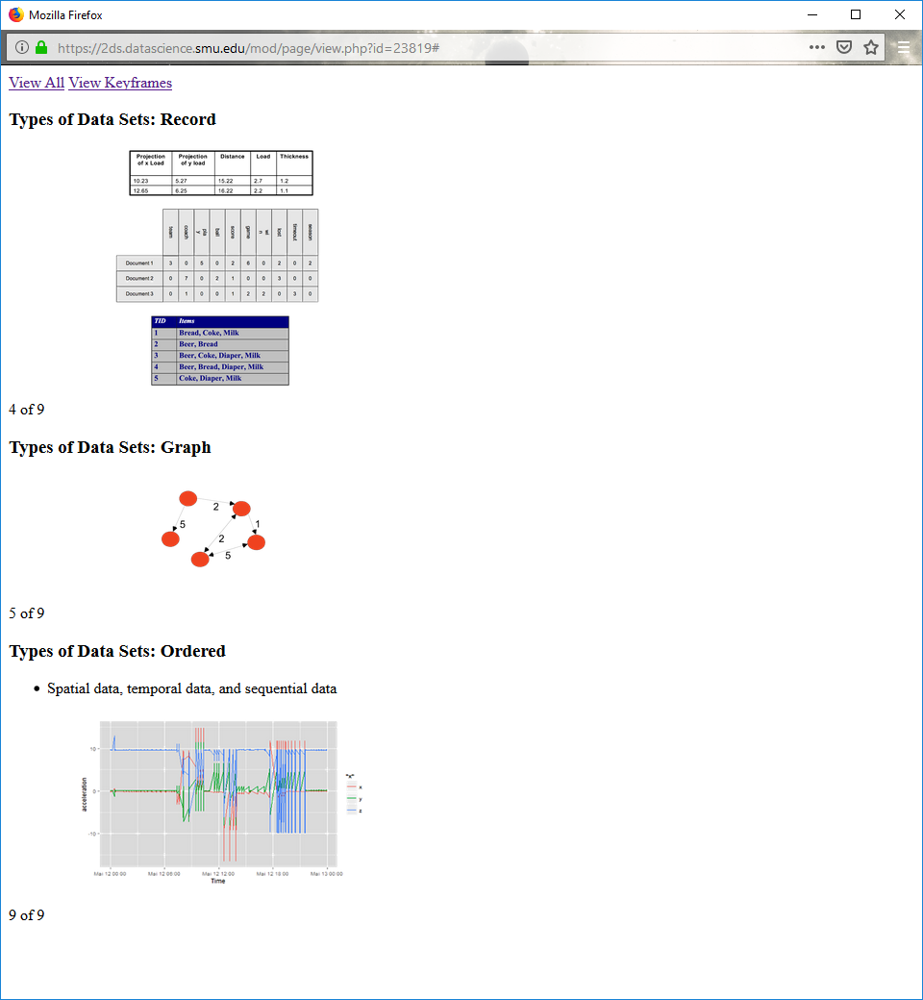 Mozilla Firefox
https://2ds.datascience.smu.edu/mod/page/view.php?id=23819#
View All View Keyframes
Types of Data Sets: Record
Projection of x Load Projection of y load Distance Load Thickness
10.23 5.27 15.22 2.7 1.2
12.65 6.25 16.22 2.2 1.1
team coach play ball score game win lost timeout season
Document 1 3 0 5 0 2 6 0 2 0 2
Document 2 0 7 0 2 1 0 0 3 0 0
Document 3 0 1 0 0 1 2 2 0 3 0
TID Items
1 Bread, Coke, Milk
2 Beer, Bread
3 Beer, Coke, Diaper, Milk
4 Beer, Bread, Diaper, Milk
5 Coke, Diaper, Milk
4 of 9
Types of Data Sets: Graph
2
5 1
2
5
5 of 9
Types of Data Sets: Ordered
• Spatial data, temporal data, and sequential data
10
0
-10
acceleration
"x"
x
y
z
Mar 12 00:00 Mar 12 06:00 Mar 12 12:00 Mar 12 18:00 Mar 13 00:00
Time
9 of 9